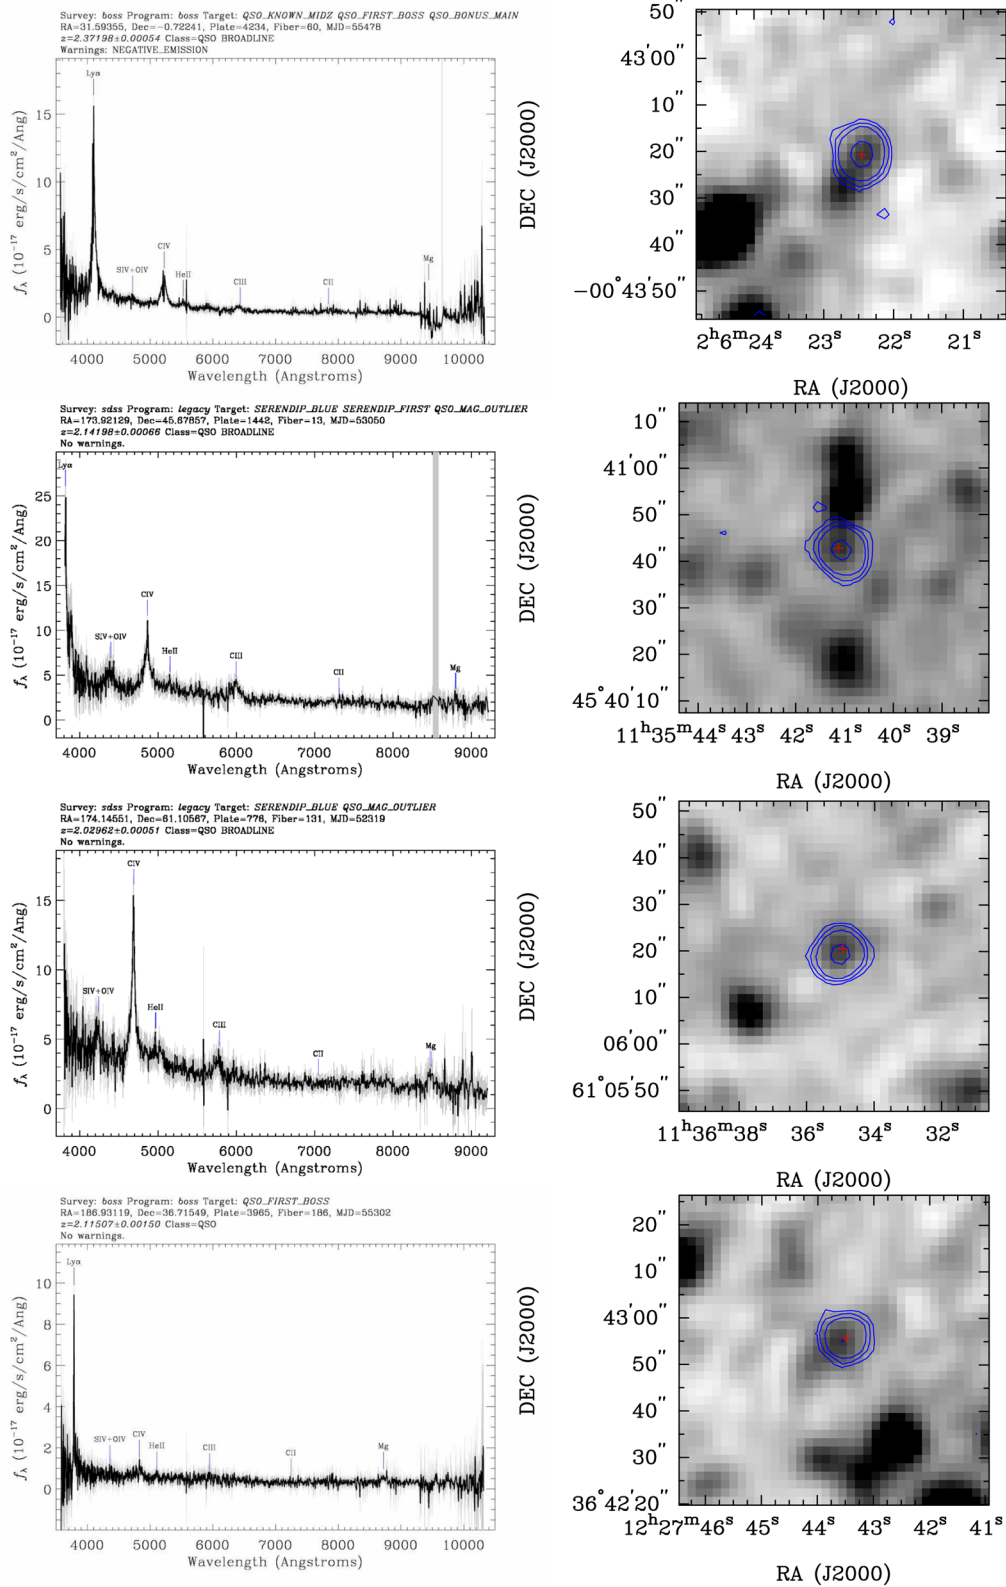 Survey: boss Program: boss Target: QSO_KNOWN_MIDZ QSO_FIRST_BOSS QSO_BONUS_MAIN
RA=31.59355, Dec=−0.72241, Plate=4234, Fiber=60, MJD=55478
z=2.37198±0.00054 Class=QSO BROADLINE
Warnings: NEGATIVE_EMISSION
Lyα
SIV+OIV
CIV
HeII
CIII
CII
Mg
15
10
5
0
f_λ (10⁻¹⁷ erg/s/cm²/Ang)
4000 5000 6000 7000 8000 9000 10000
Wavelength (Angstroms)
DEC (J2000)
50″
43′00″
10″
20″
30″
40″
−00°43′50″
2ʰ6ᵐ24ˢ 23ˢ 22ˢ 21ˢ
RA (J2000)
Survey: sdss Program: legacy Target: SERENDIP_BLUE SERENDIP_FIRST QSO_MAG_OUTLIER
RA=173.92129, Dec=45.67857, Plate=1442, Fiber=13, MJD=53050
z=2.14198±0.00066 Class=QSO BROADLINE
No warnings.
Lyα
SIV+OIV
CIV
HeII
CIII
CII
Mg
25
20
15
10
5
0
f_λ (10⁻¹⁷ erg/s/cm²/Ang)
4000 5000 6000 7000 8000 9000
Wavelength (Angstroms)
DEC (J2000)
10″
41′00″
50″
40″
30″
20″
45°40′10″
11ʰ35ᵐ44ˢ 43ˢ 42ˢ 41ˢ 40ˢ 39ˢ
RA (J2000)
Survey: sdss Program: legacy Target: SERENDIP_BLUE QSO_MAG_OUTLIER
RA=174.14551, Dec=61.10567, Plate=776, Fiber=131, MJD=52319
z=2.02962±0.00051 Class=QSO BROADLINE
No warnings.
SIV+OIV
CIV
HeII
CIII
CII
Mg
15
10
5
0
f_λ (10⁻¹⁷ erg/s/cm²/Ang)
4000 5000 6000 7000 8000 9000
Wavelength (Angstroms)
DEC (J2000)
50″
40″
30″
20″
10″
06′00″
61°05′50″
11ʰ36ᵐ38ˢ 36ˢ 34ˢ 32ˢ
RA (J2000)
Survey: boss Program: boss Target: QSO_FIRST_BOSS
RA=186.93119, Dec=36.71549, Plate=3965, Fiber=186, MJD=55302
z=2.11507±0.00150 Class=QSO
No warnings.
Lyα
SIV+OIV
CIV
HeII
CIII
CII
Mg
10
8
6
4
2
0
f_λ (10⁻¹⁷ erg/s/cm²/Ang)
4000 5000 6000 7000 8000 9000 10000
Wavelength (Angstroms)
DEC (J2000)
20″
10″
43′00″
50″
40″
30″
36°42′20″
12ʰ27ᵐ46ˢ 45ˢ 44ˢ 43ˢ 42ˢ 41ˢ
RA (J2000)